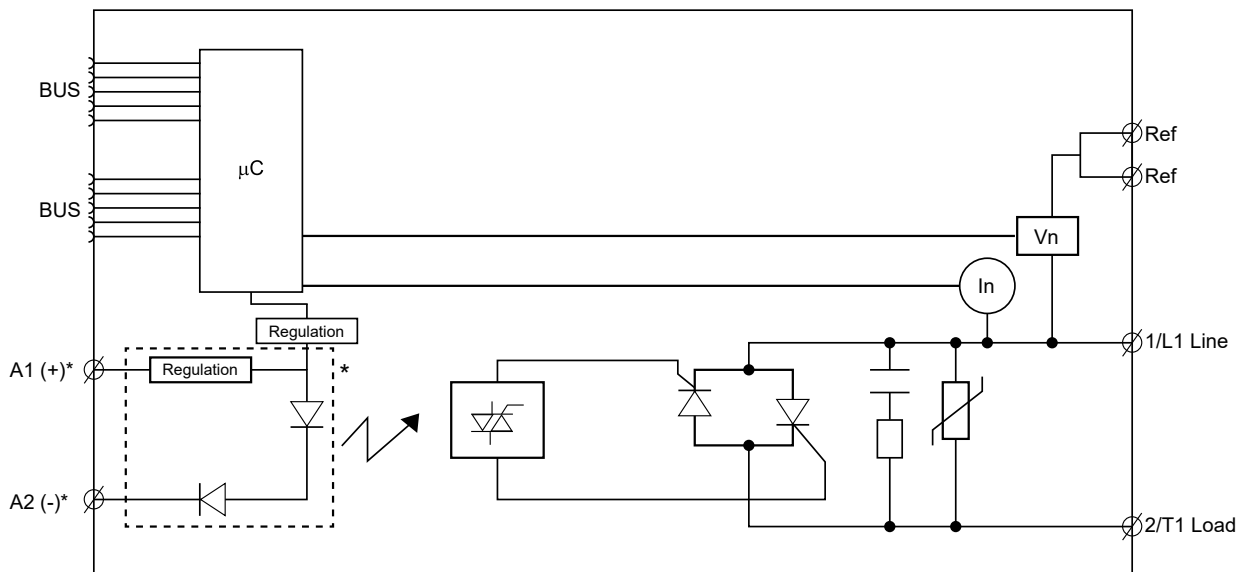 BUS
BUS
μC
Ref
Ref
Vn
In
Regulation
1/L1 Line
A1 (+)*
Regulation
*
A2 (-)*
2/T1 Load